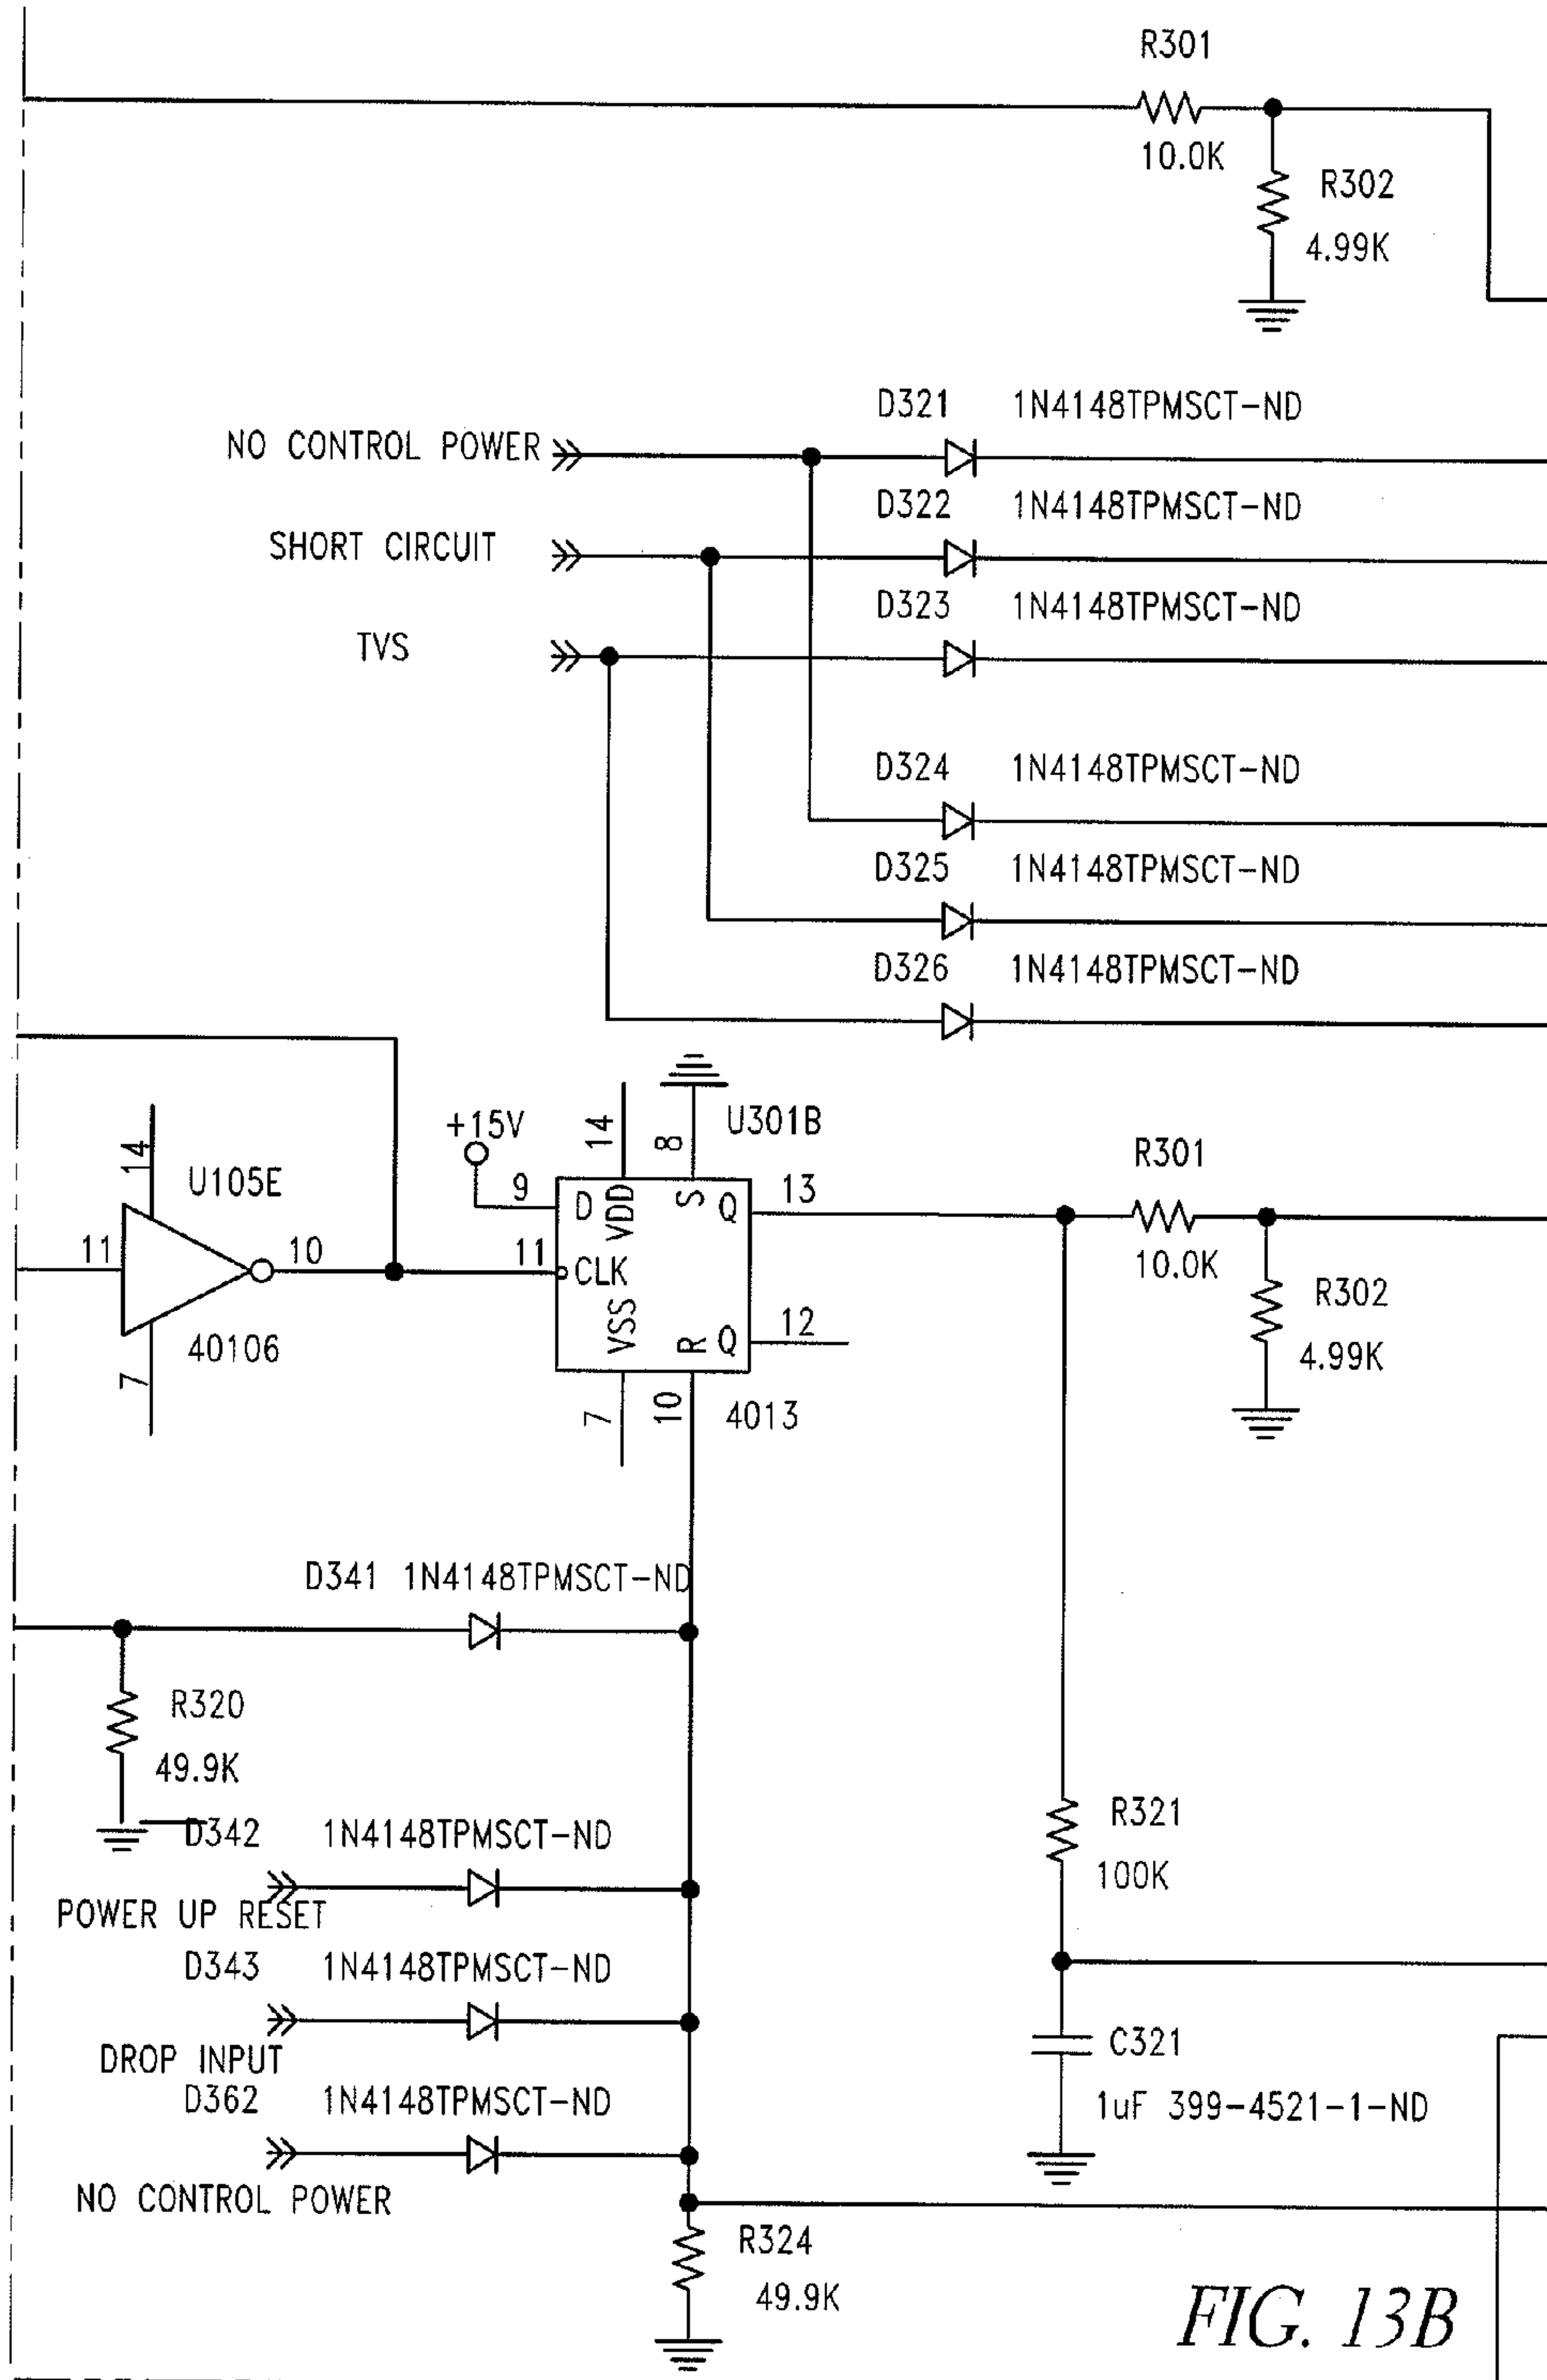 R301
10.0K
R302
4.99K
D321 1N4148TPMSCT-ND
NO CONTROL POWER
D322 1N4148TPMSCT-ND
SHORT CIRCUIT
D323 1N4148TPMSCT-ND
TVS
D324 1N4148TPMSCT-ND
D325 1N4148TPMSCT-ND
D326 1N4148TPMSCT-ND
+15V
14
8
U301B
14
U105E
9
D
VDD
S
Q
13
R301
10.0K
11
10
11
CLK
R302
4.99K
VSS
R
Q
12
40106
7
7
10
4013
D341 1N4148TPMSCT-ND
R320
49.9K
D342 1N4148TPMSCT-ND
R321
100K
POWER UP RESET
D343 1N4148TPMSCT-ND
DROP INPUT
C321
1uF 399-4521-1-ND
D362 1N4148TPMSCT-ND
NO CONTROL POWER
R324
49.9K
FIG. 13B